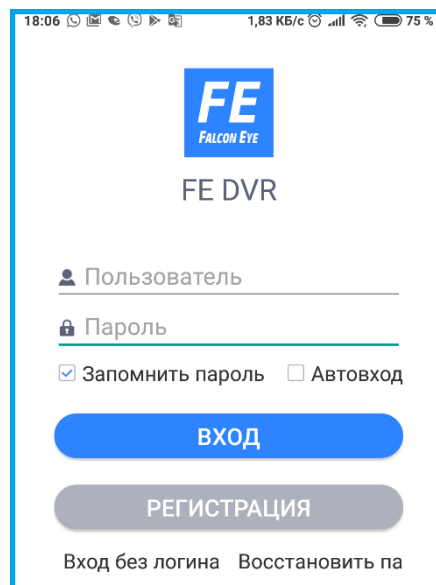 18:06 1,83 КБ/с 75 %
FE
FALCON EYE
FE DVR
Пользователь
Пароль
Запомнить пароль Автовход
ВХОД
РЕГИСТРАЦИЯ
Вход без логина Восстановить па